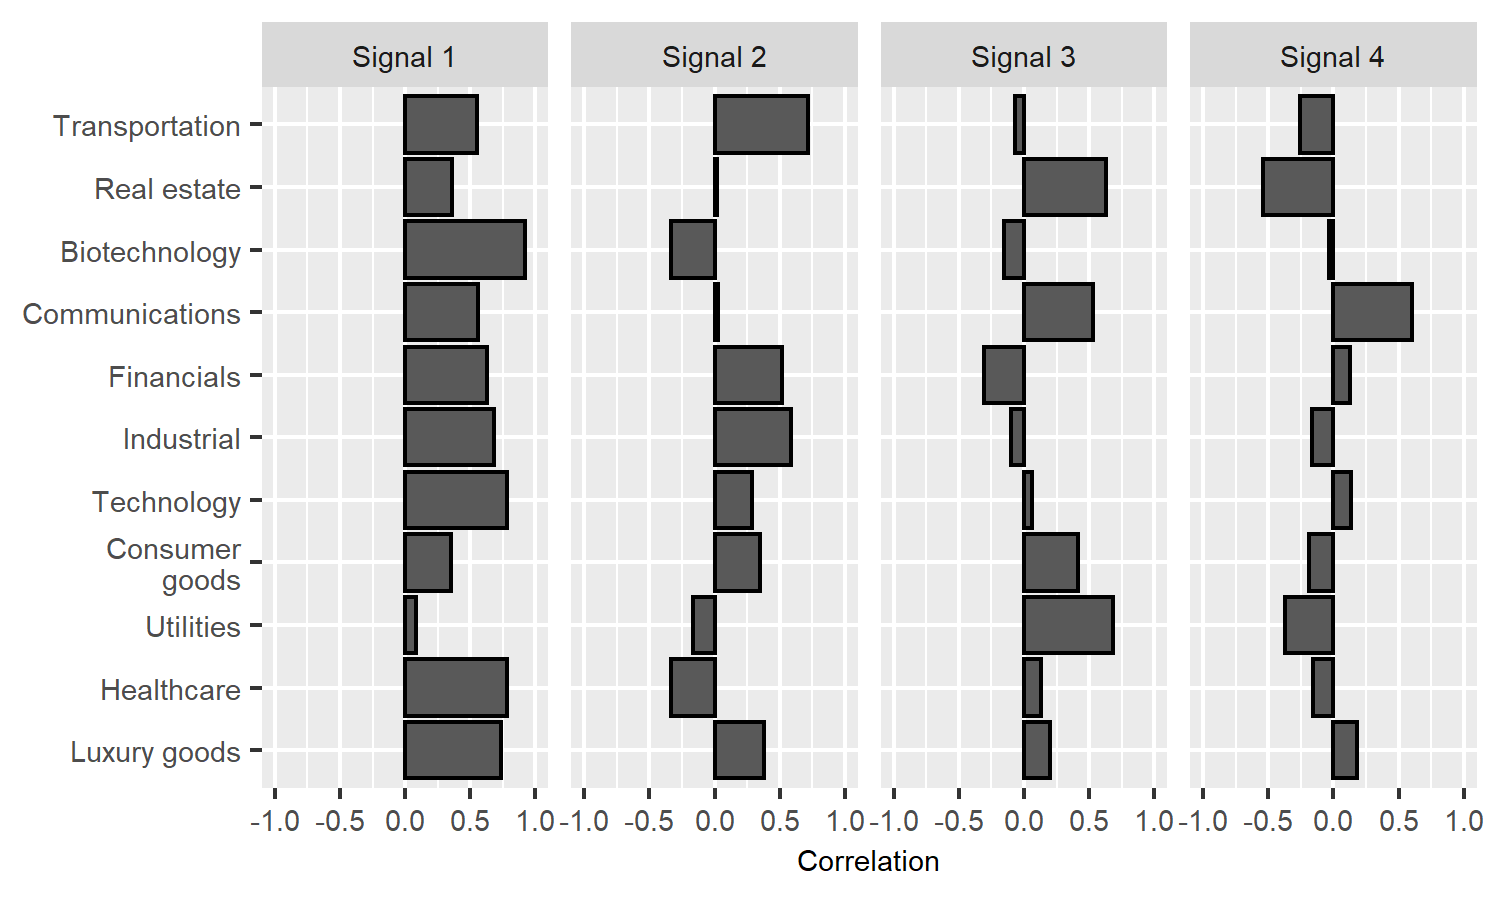 Signal 1 Signal 2 Signal 3 Signal 4
Transportation
Real estate
Biotechnology
Communications
Financials
Industrial
Technology
Consumer
goods
Utilities
Healthcare
Luxury goods
-1.0 -0.5 0.0 0.5 1.0 -1.0 -0.5 0.0 0.5 1.0 -1.0 -0.5 0.0 0.5 1.0 -1.0 -0.5 0.0 0.5 1.0
Correlation